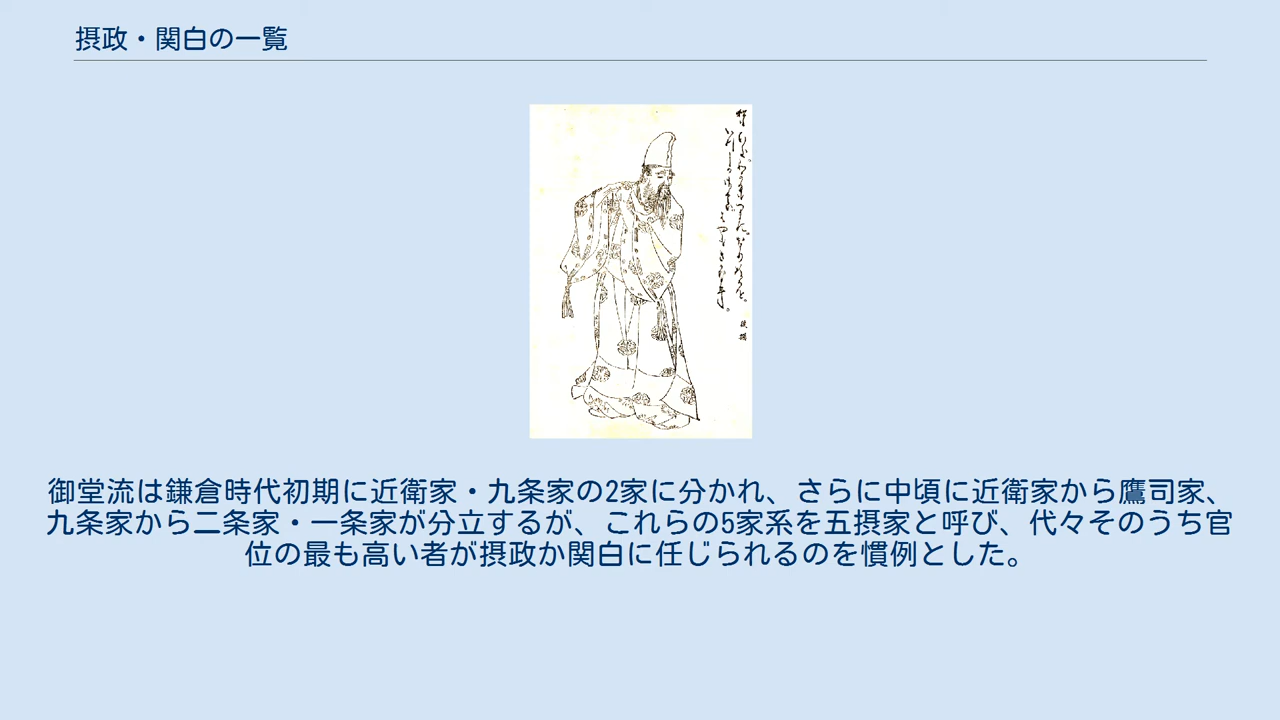 摂政・関白の一覧
御堂流は鎌倉時代初期に近衛家・九条家の2家に分かれ、さらに中頃に近衛家から鷹司家、
九条家から二条家・一条家が分立するが、これらの5家系を五摂家と呼び、代々そのうち官
位の最も高い者が摂政か関白に任じられるのを慣例とした。